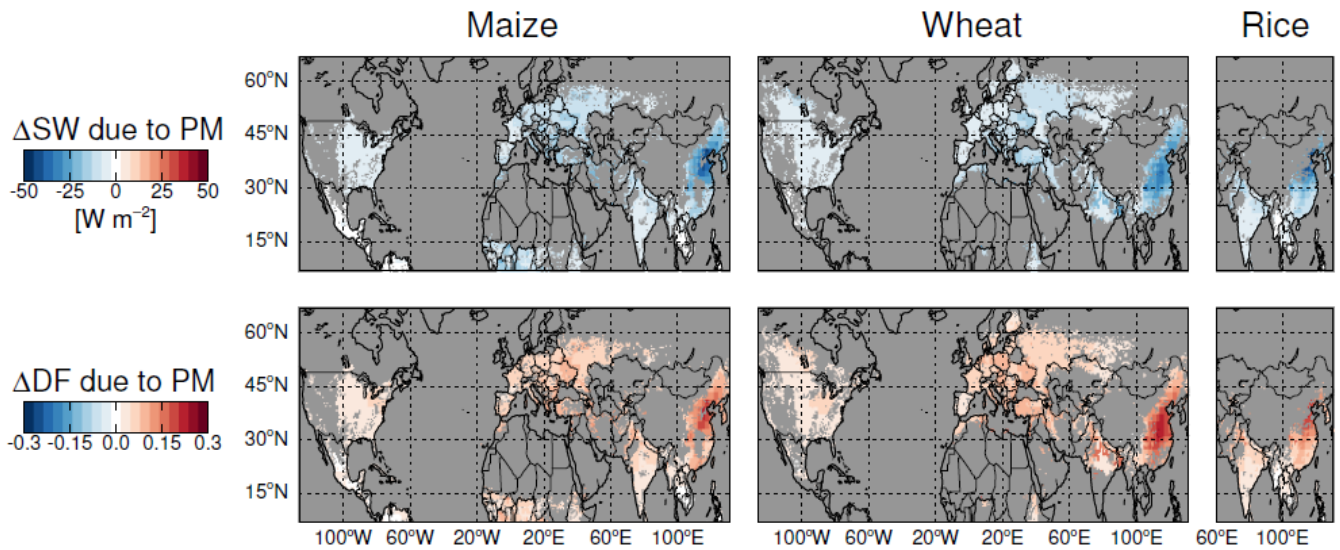 Maize Wheat Rice
60°N
ΔSW due to PM
45°N
-50 -25 0 25 50
30°N
[W m⁻²]
15°N
60°N
ΔDF due to PM
45°N
-0.3 -0.15 0.0 0.15 0.3
30°N
15°N
100°W 60°W 20°W 20°E 60°E 100°E 100°W 60°W 20°W 20°E 60°E 100°E 60°E 100°E